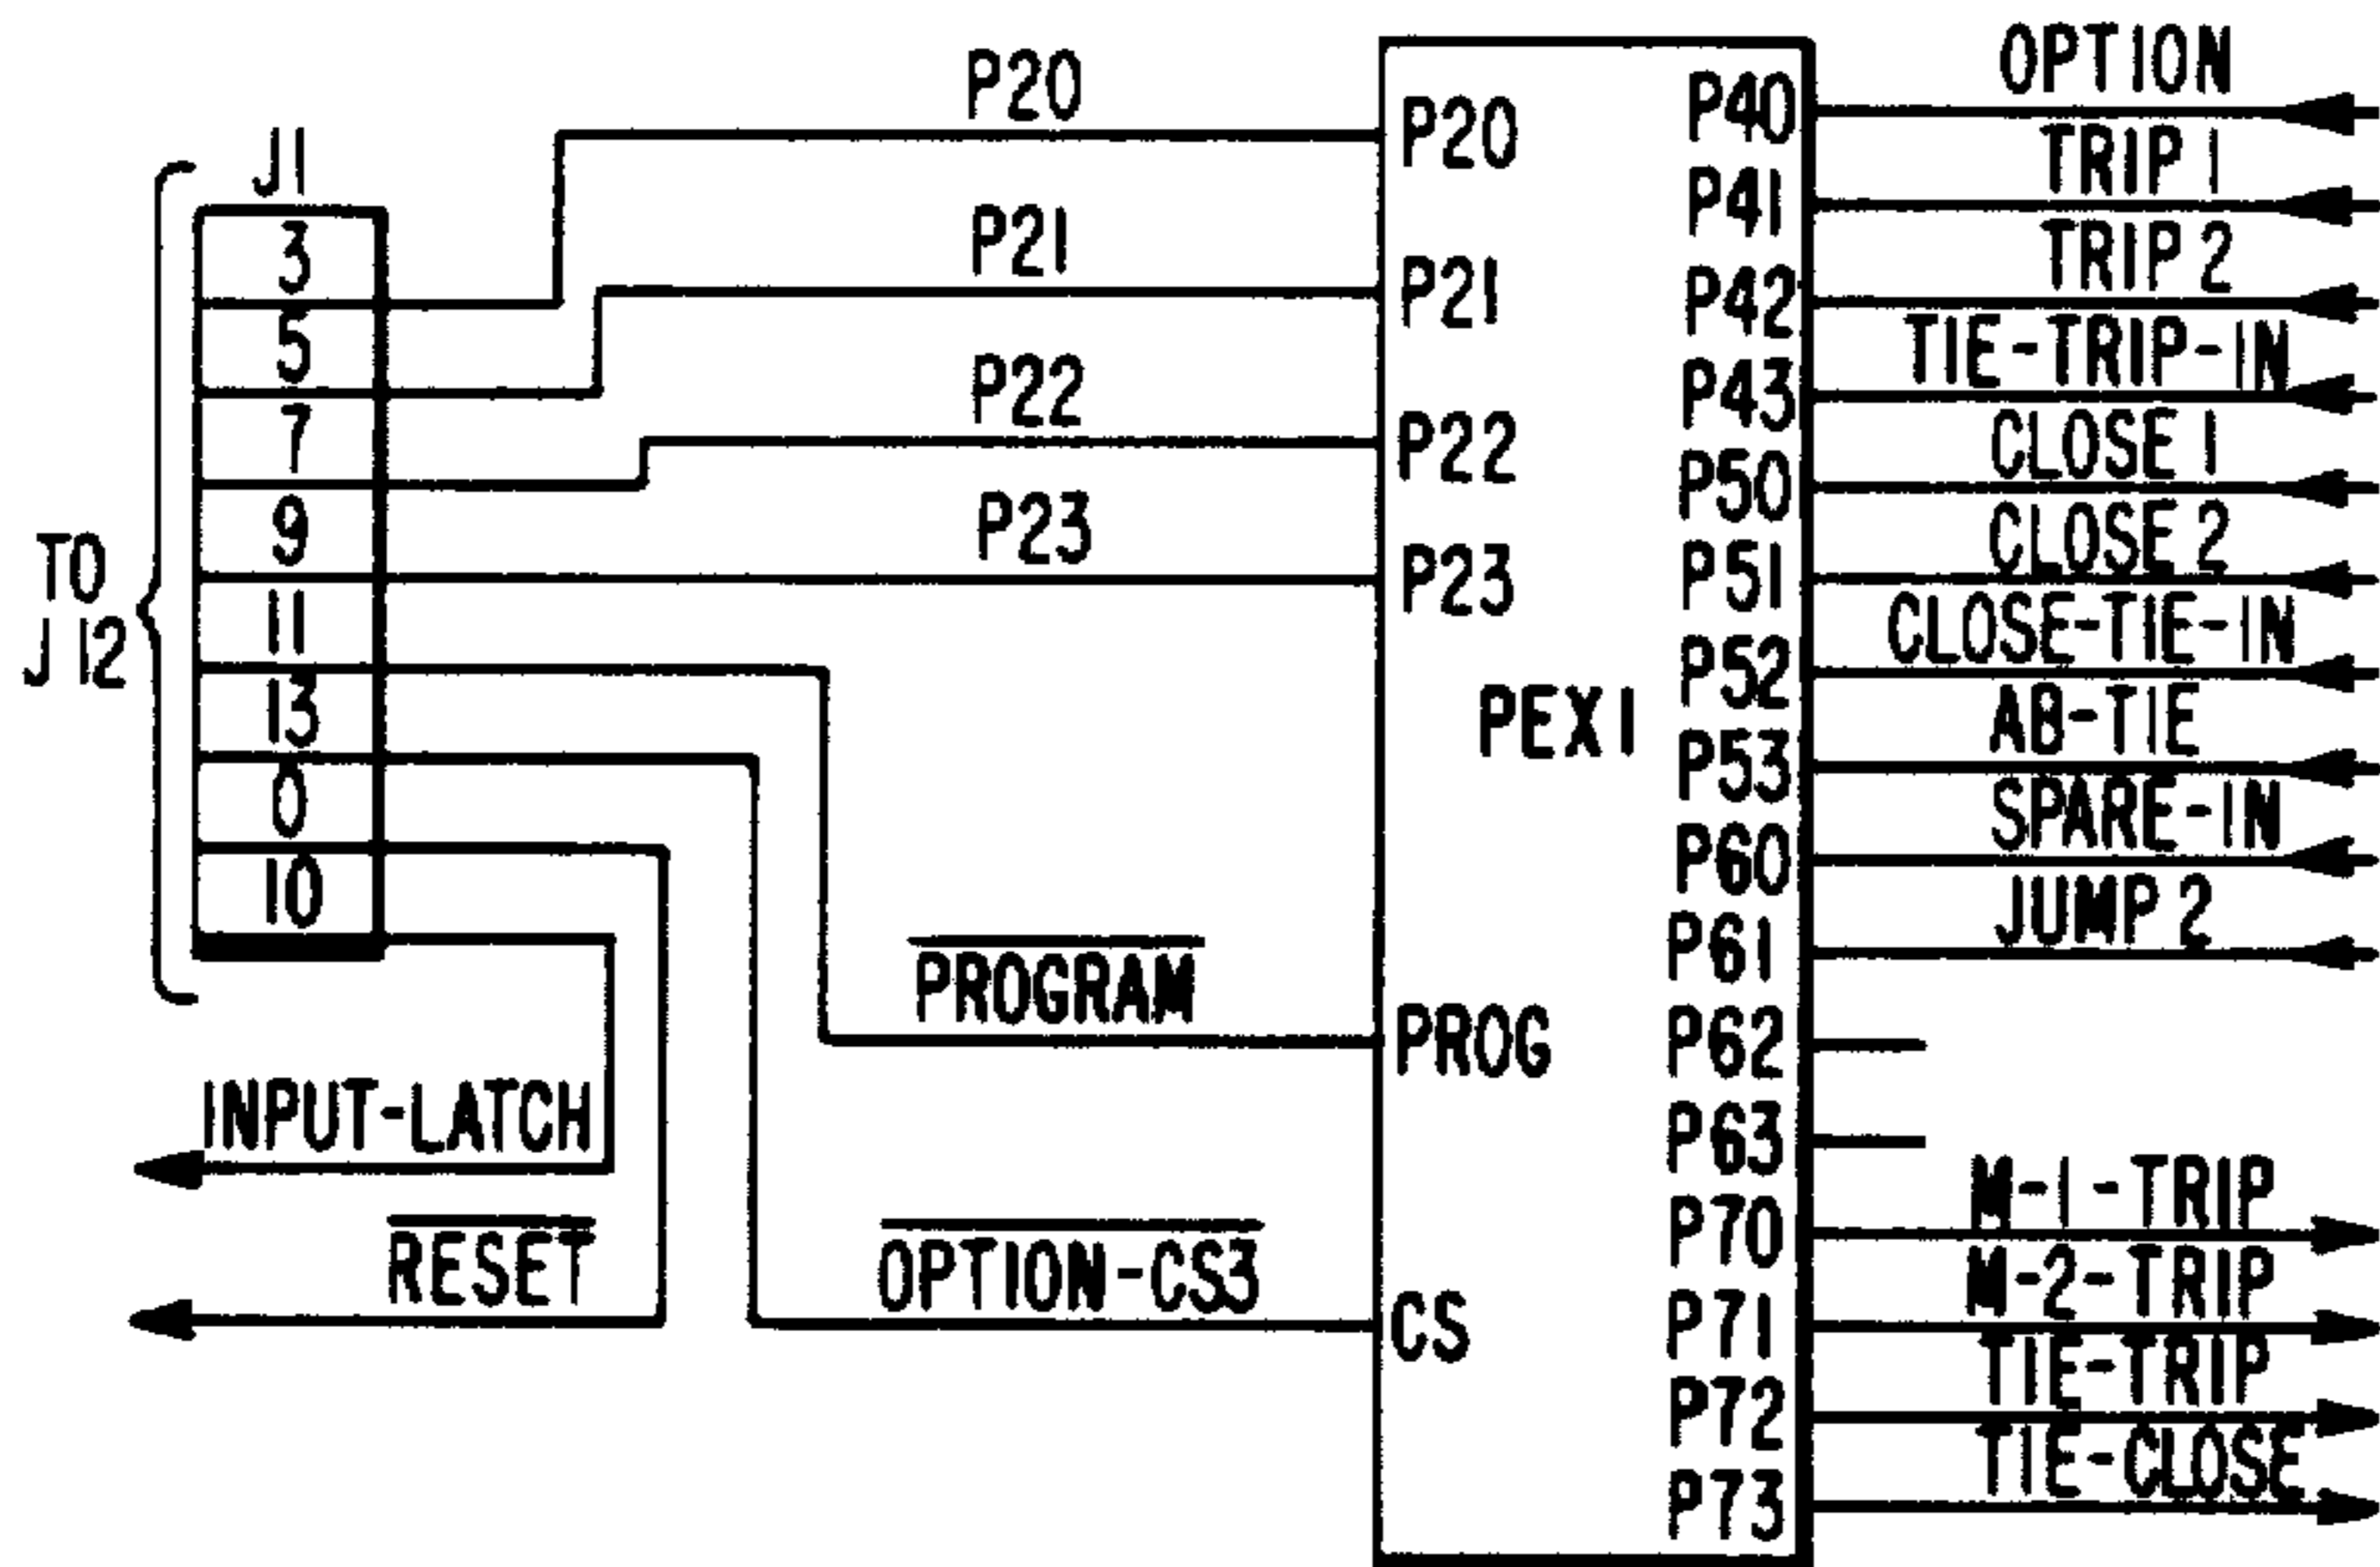 J1
3
5
7
9
11
13
0
10
TO
J12
P20
P21
P22
P23
PROGRAM
OPTION-CS3
INPUT-LATCH
RESET
P20
P21
P22
P23
PEX1
PROG
CS
P40
P41
P42
P43
P50
P51
P52
P53
P60
P61
P62
P63
P70
P71
P72
P73
OPTION
TRIP 1
TRIP 2
TIE-TRIP-IN
CLOSE 1
CLOSE 2
CLOSE-TIE-IN
AB-TIE
SPARE-IN
JUMP 2
M-1-TRIP
M-2-TRIP
TIE-TRIP
TIE-CLOSE